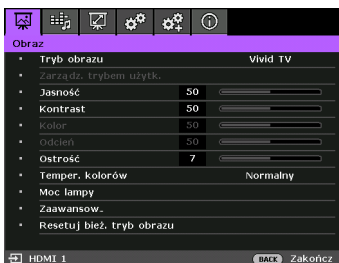 Obraz
Tryb obrazu Vivid TV
Zarządz. trybem użytk.
Jasność 50
Kontrast 50
Kolor 50
Odcień 50
Ostrość 7
Temper. kolorów Normalny
Moc lampy
Zaawansow..
Resetuj bież. tryb obrazu
HDMI 1 BACK Zakończ